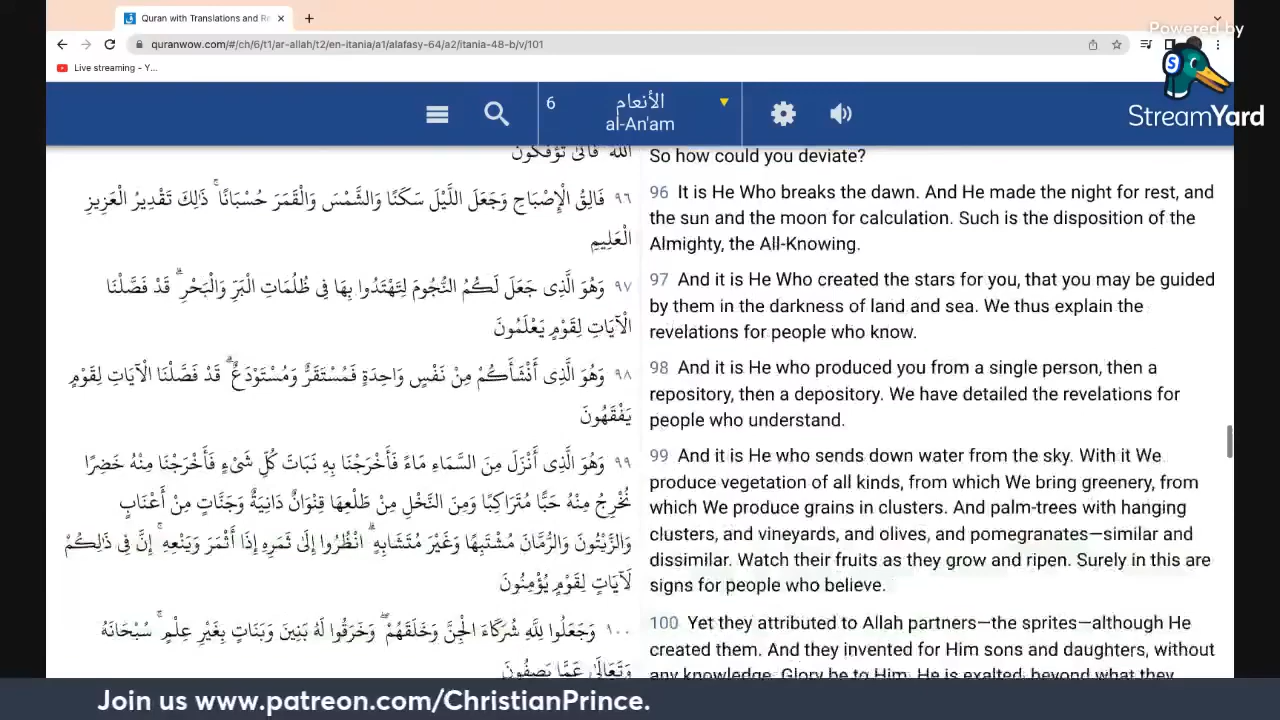 Quran with Translations and Re
Powered by
quranwow.com/#/ch/6/t1/ar-allah/t2/en-itania/a1/alafasy-64/a2/itania-48-b/v/101
Live streaming - Y...
StreamYard
6
الأنعام
al-An'am
So how could you deviate?
٩٦ فَالِقُ الْإِصْبَاحِ وَجَعَلَ اللَّيْلَ سَكَنًا وَالشَّمْسَ وَالْقَمَرَ حُسْبَانًا ۚ ذَٰلِكَ تَقْدِيرُ الْعَزِيزِ
الْعَلِيمِ
96 It is He Who breaks the dawn. And He made the night for rest, and
the sun and the moon for calculation. Such is the disposition of the
Almighty, the All-Knowing.
٩٧ وَهُوَ الَّذِى جَعَلَ لَكُمُ النُّجُومَ لِتَهْتَدُوا بِهَا فِى ظُلُمَاتِ الْبَرِّ وَالْبَحْرِ ۗ قَدْ فَصَّلْنَا
الْآيَاتِ لِقَوْمٍ يَعْلَمُونَ
97 And it is He Who created the stars for you, that you may be guided
by them in the darkness of land and sea. We thus explain the
revelations for people who know.
٩٨ وَهُوَ الَّذِى أَنْشَأَكُمْ مِنْ نَفْسٍ وَاحِدَةٍ فَمُسْتَقَرٌّ وَمُسْتَوْدَعٌ ۗ قَدْ فَصَّلْنَا الْآيَاتِ لِقَوْمٍ
يَفْقَهُونَ
98 And it is He who produced you from a single person, then a
repository, then a depository. We have detailed the revelations for
people who understand.
٩٩ وَهُوَ الَّذِى أَنْزَلَ مِنَ السَّمَاءِ مَاءً فَأَخْرَجْنَا بِهِ نَبَاتَ كُلِّ شَىْءٍ فَأَخْرَجْنَا مِنْهُ خَضِرًا
نُخْرِجُ مِنْهُ حَبًّا مُتَرَاكِبًا وَمِنَ النَّخْلِ مِنْ طَلْعِهَا قِنْوَانٌ دَانِيَةٌ وَجَنَّاتٍ مِنْ أَعْنَابٍ
وَالزَّيْتُونَ وَالرُّمَّانَ مُشْتَبِهًا وَغَيْرَ مُتَشَابِهٍ ۗ انْظُرُوا إِلَىٰ ثَمَرِهِ إِذَا أَثْمَرَ وَيَنْعِهِ ۚ إِنَّ فِى ذَٰلِكُمْ
لَآيَاتٍ لِقَوْمٍ يُؤْمِنُونَ
99 And it is He who sends down water from the sky. With it We
produce vegetation of all kinds, from which We bring greenery, from
which We produce grains in clusters. And palm-trees with hanging
clusters, and vineyards, and olives, and pomegranates—similar and
dissimilar. Watch their fruits as they grow and ripen. Surely in this are
signs for people who believe.
١٠٠ وَجَعَلُوا لِلَّهِ شُرَكَاءَ الْجِنَّ وَخَلَقَهُمْ ۖ وَخَرَقُوا لَهُ بَنِينَ وَبَنَاتٍ بِغَيْرِ عِلْمٍ ۚ سُبْحَانَهُ
وَتَعَالَىٰ عَمَّا يَصِفُونَ
100 Yet they attributed to Allah partners—the sprites—although He
created them. And they invented for Him sons and daughters, without
any knowledge. Glory be to Him. He is exalted, beyond what they
Join us www.patreon.com/ChristianPrince.